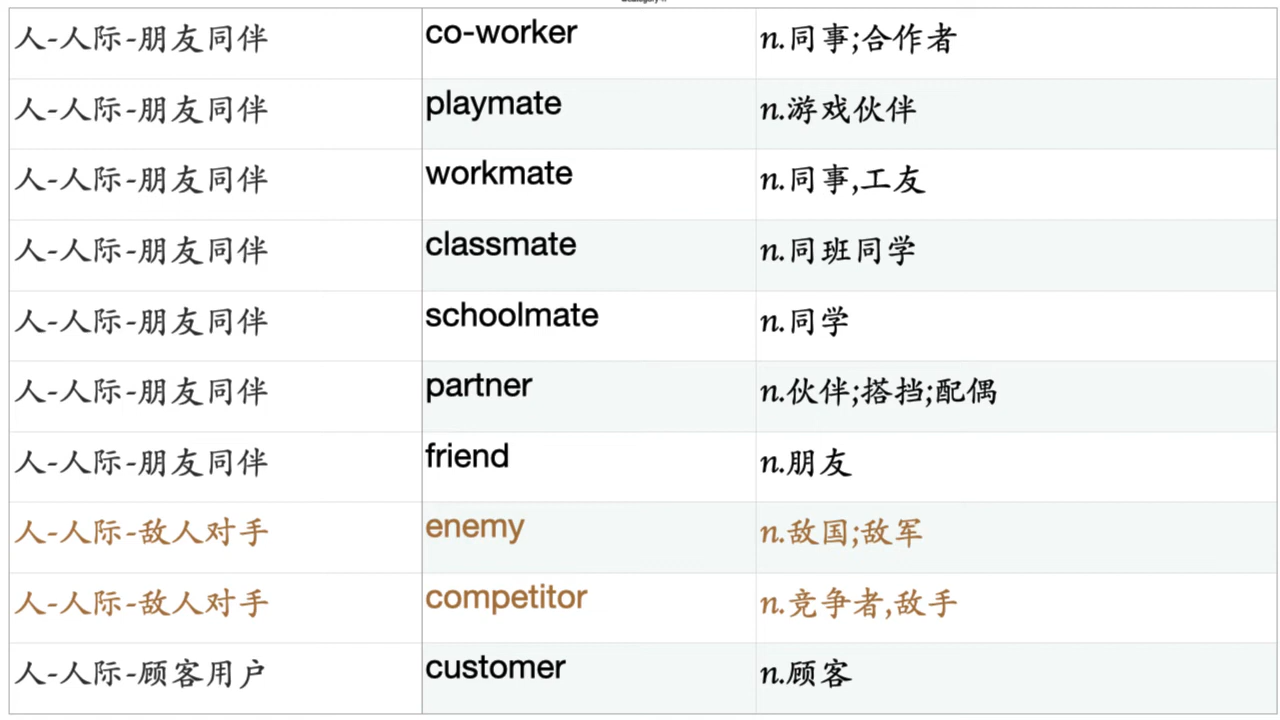 人-人际-朋友同伴 co-worker n.同事;合作者
人-人际-朋友同伴 playmate n.游戏伙伴
人-人际-朋友同伴 workmate n.同事,工友
人-人际-朋友同伴 classmate n.同班同学
人-人际-朋友同伴 schoolmate n.同学
人-人际-朋友同伴 partner n.伙伴;搭挡;配偶
人-人际-朋友同伴 friend n.朋友
人-人际-敌人对手 enemy n.敌国;敌军
人-人际-敌人对手 competitor n.竞争者,敌手
人-人际-顾客用户 customer n.顾客